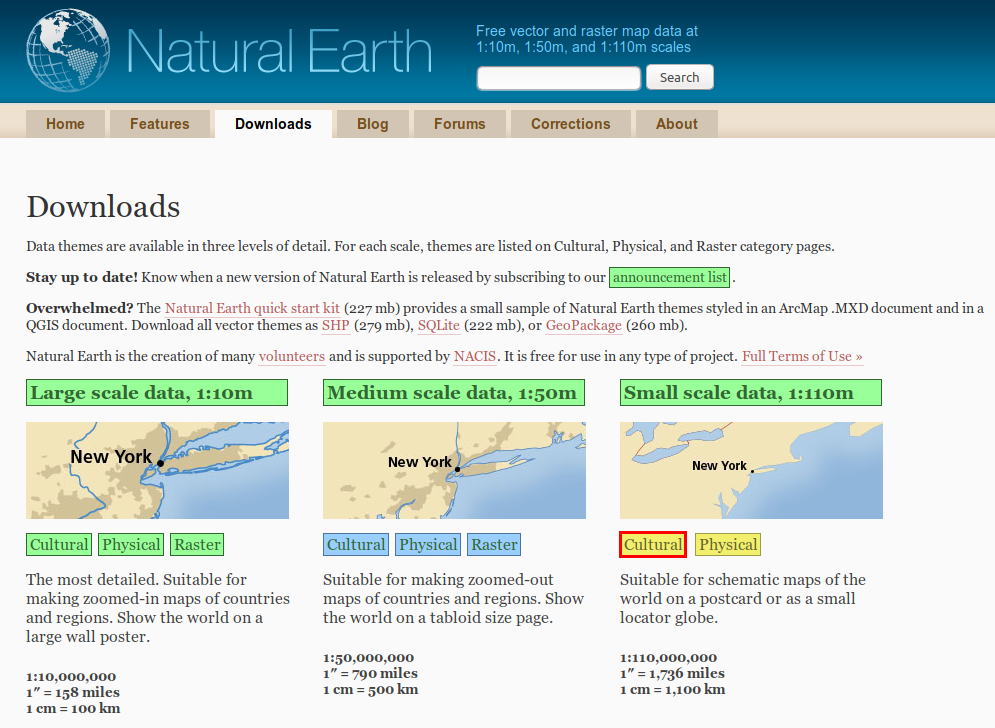 Natural Earth
Free vector and raster map data at
1:10m, 1:50m, and 1:110m scales
Search
Home
Features
Downloads
Blog
Forums
Corrections
About
Downloads
Data themes are available in three levels of detail. For each scale, themes are listed on Cultural, Physical, and Raster category pages.
Stay up to date! Know when a new version of Natural Earth is released by subscribing to our announcement list .
Overwhelmed? The Natural Earth quick start kit (227 mb) provides a small sample of Natural Earth themes styled in an ArcMap .MXD document and in a
QGIS document. Download all vector themes as SHP (279 mb), SQLite (222 mb), or GeoPackage (260 mb).
Natural Earth is the creation of many volunteers and is supported by NACIS. It is free for use in any type of project. Full Terms of Use »
Large scale data, 1:10m
New York
Cultural Physical Raster
The most detailed. Suitable for
making zoomed-in maps of countries
and regions. Show the world on a
large wall poster.
1:10,000,000
1″ = 158 miles
1 cm = 100 km
Medium scale data, 1:50m
New York
Cultural Physical Raster
Suitable for making zoomed-out
maps of countries and regions. Show
the world on a tabloid size page.
1:50,000,000
1″ = 790 miles
1 cm = 500 km
Small scale data, 1:110m
New York
Cultural Physical
Suitable for schematic maps of the
world on a postcard or as a small
locator globe.
1:110,000,000
1″ = 1,736 miles
1 cm = 1,100 km